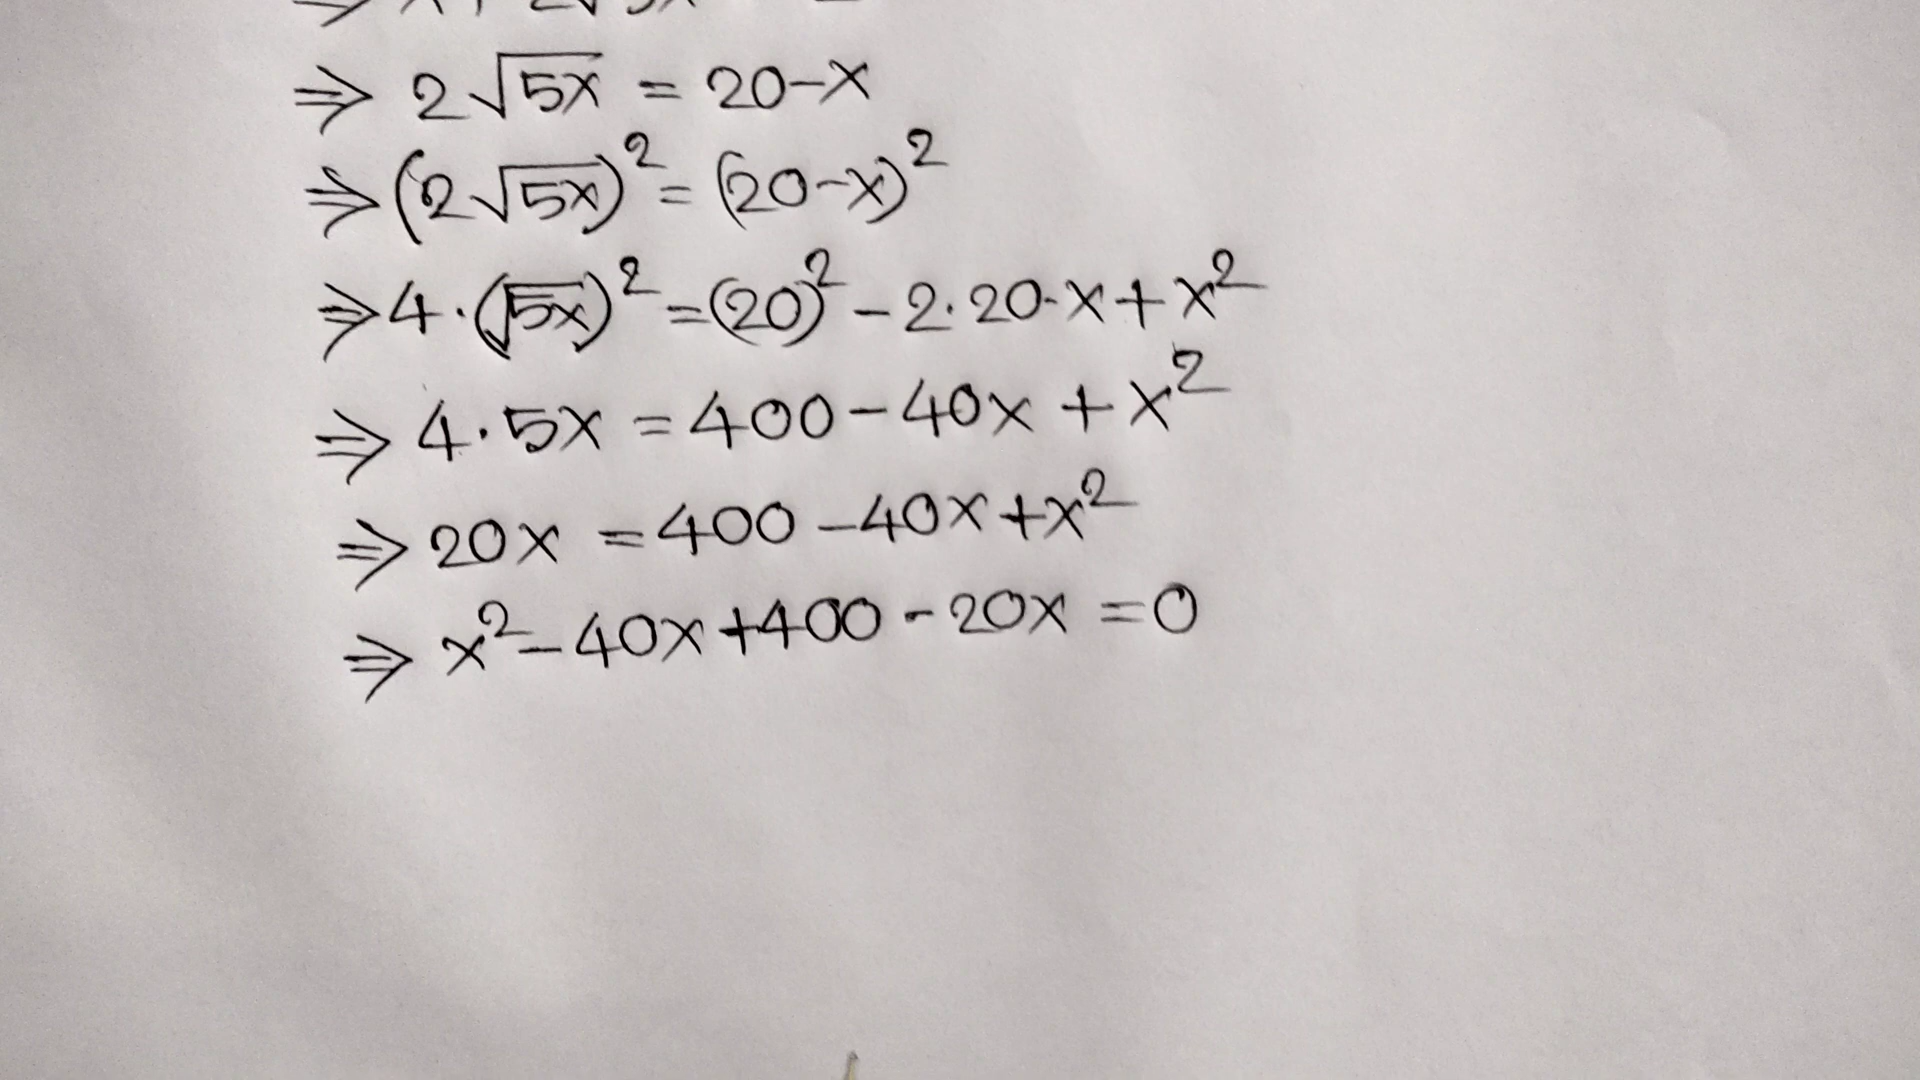 ⇒ 2√5x = 20-x
⇒ (2√5x)² = (20-x)²
⇒ 4·(√5x)² = (20)² - 2·20·x + x²
⇒ 4·5x = 400 - 40x + x²
⇒ 20x = 400 - 40x + x²
⇒ x² - 40x + 400 - 20x = 0